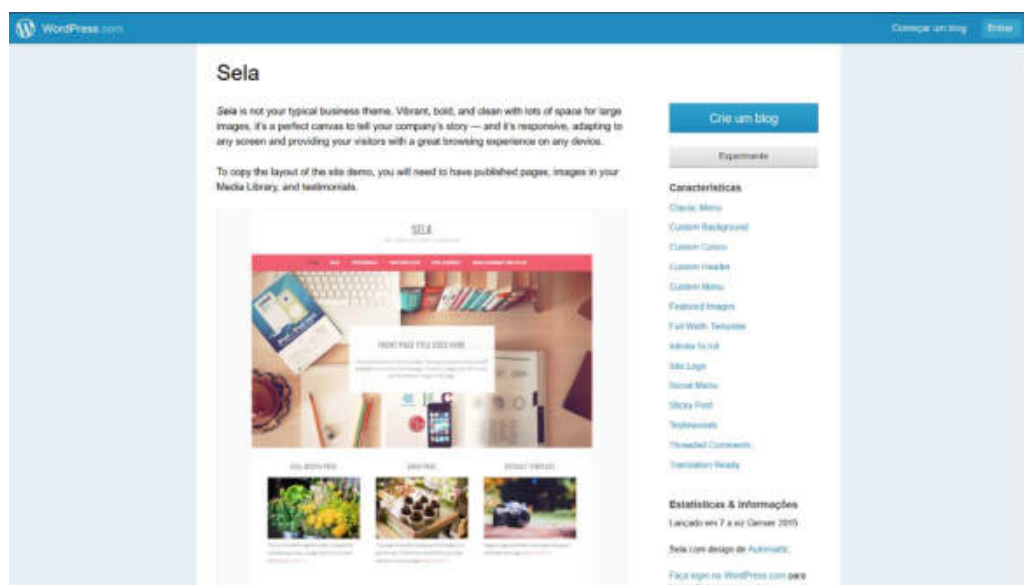 WordPress.com
Começar um blog
Entrar
Sela
Sela is not your typical business theme. Vibrant, bold, and clean with lots of space for large
images, it's a perfect canvas to tell your company's story — and it's responsive, adapting to
any screen and providing your visitors with a great browsing experience on any device.
To copy the layout of the site demo, you will need to have published pages, images in your
Media Library, and testimonials.
SELA
FRONT PAGE TITLE GOES HERE
Crie um blog
Experimente
Características
Classic Menu
Custom Background
Custom Colors
Custom Header
Custom Menu
Featured Images
Full Width Template
Infinite Scroll
Site Logo
Social Menu
Sticky Post
Testimonials
Threaded Comments
Translation Ready
Estatísticas & informações
Lançado em 7 a viz Genver 2015
Sela com design de Automattic.
Faça login no WordPress.com para